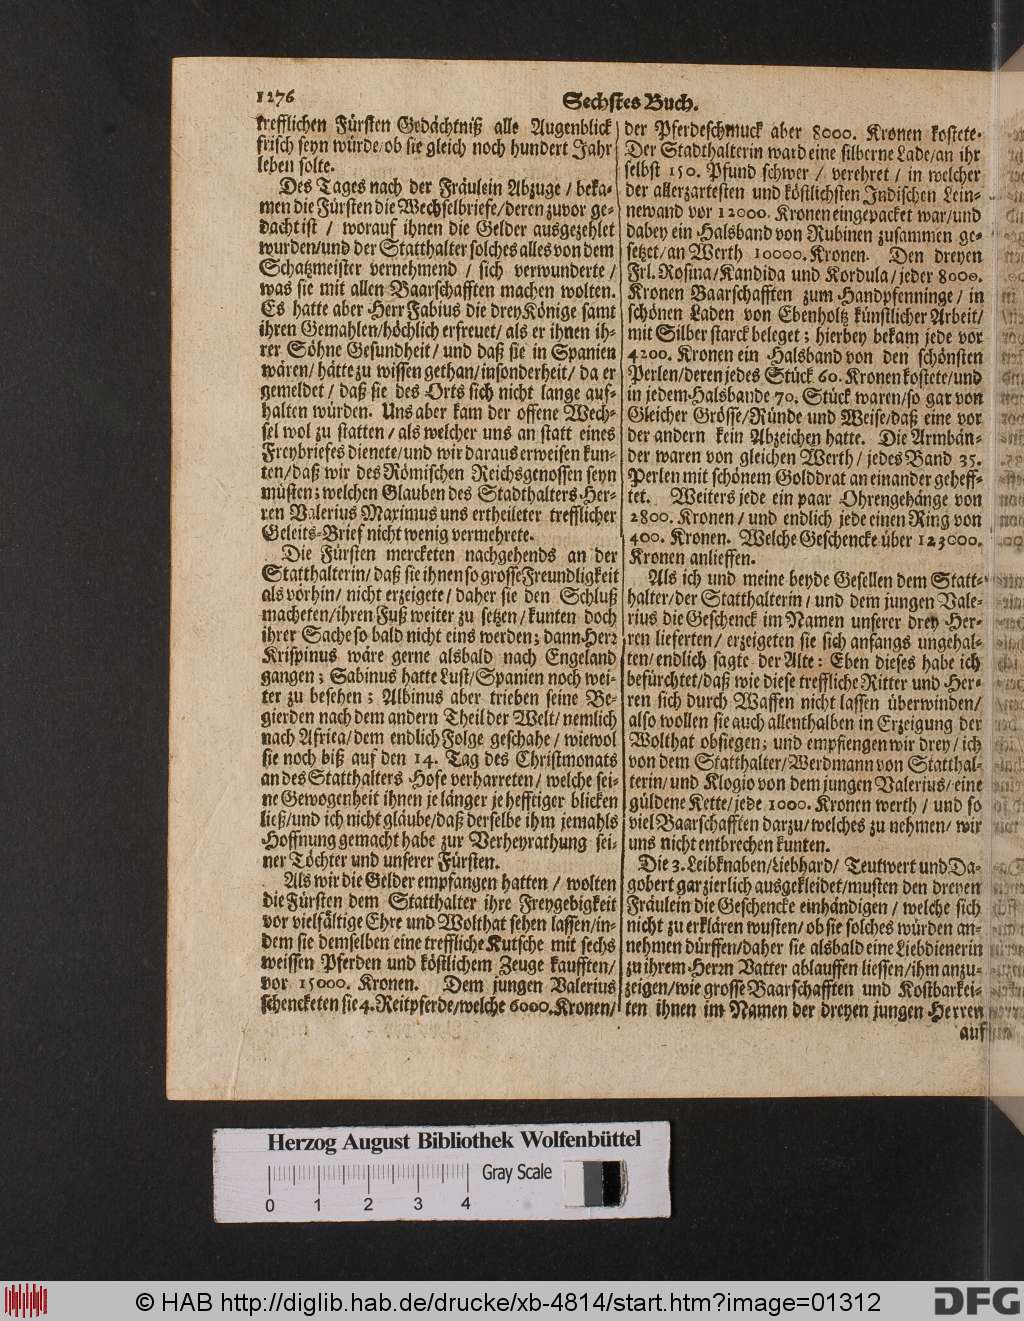 1276
Sechstes Buch.
trefflichen Fürsten Gedächtniß alle Augenblick
frisch seyn würde/ ob sie gleich noch hundert Jahr
leben solte.
Des Tages nach der Fräulein Abzuge / beka-
men die Fürsten die Wechselbriefe/ deren zuvor ge-
dacht ist / worauf ihnen die Gelder ausgezehlet
wurden/ und der Statthalter solches alles von dem
Schatzmeister vernehmend / sich verwunderte /
was sie mit allen Baarschafften machen wolten.
Es hatte aber Herr Fabius die drey Könige samt
ihren Gemahlen/ höchlich erfreuet/ als er ihnen ih-
rer Söhne Gesundheit / und daß sie in Spanien
wären/ hätte zu wissen gethan/ insonderheit/ da er
gemeldet / daß sie des Orts sich nicht lange auf-
halten würden. Uns aber kam der offene Wech-
sel wol zu statten / als welcher uns an statt eines
Freybriefes dienete/ und wir daraus erweisen kun-
ten/ daß wir des Römischen Reichsgenossen seyn
müsten; welchen Glauben des Stadthalters Her-
ren Valerius Maximus uns ertheileter trefflicher
Geleits-Brief nicht wenig vermehrete.
Die Fürsten mercketen nachgehends an der
Statthalterin/ daß sie ihnen so grosse Freundligkeit
als vorhin/ nicht erzeigete / daher sie den Schluß
macheten/ ihren Fuß weiter zu setzen/ kunten doch
ihrer Sache so bald nicht eins werden; dann Herr
Krispinus wäre gerne alsbald nach Engeland
gangen ; Sabinus hatte Lust/ Spanien noch wei-
ter zu besehen ; Albinus aber trieben seine Be-
gierden nach dem andern Theil der Welt/ nemlich
nach Africa/ dem endlich Folge geschahe / wiewol
sie noch biß auf den 14. Tag des Christmonats
an des Statthalters Hofe verharreten/ welche sei-
ne Gewogenheit ihnen je länger je hefftiger blicken
ließ/ und ich nicht gläube/ daß derselbe ihm jemahls
Hoffnung gemacht habe zur Verheyrathung sei-
ner Töchter und unserer Fürsten.
Als wir die Gelder empfangen hatten / wolten
die Fürsten dem Statthalter ihre Freygebigkeit
vor vielfältige Ehre und Wolthat sehen lassen/ in-
dem sie demselben eine treffliche Kutsche mit sechs
weissen Pferden und köstlichem Zeuge kaufften/
vor 15000. Kronen. Dem jungen Valerius
schencketen sie 4. Reitpferde/ welche 6000. Kronen/
der Pferdeschmuck aber 8000. Kronen kostete.
Der Stadthalterin ward eine silberne Lade/ an ihr
selbst 150. Pfund schwer / verehret / in welcher
der allerzartesten und köstlichsten Indischen Lein-
newand vor 12000. Kronen eingepacket war/ und
dabey ein Halsband von Rubinen zusammen ge-
setzet/ an Werth 10000. Kronen. Den dreyen
Frl. Rosina/ Kandida und Kordula/ jeder 8000.
Kronen Baarschafften zum Handpfenninge / in
schönen Laden von Ebenholtz künstlicher Arbeit/
mit Silber starck beleget ; hierbey bekam jede vor
4200. Kronen ein Halsband von den schönsten
Perlen/ deren jedes Stück 60. Kronen kostete/ und
in jedem Halsbande 70. Stück waren/ so gar von
Gleicher Grösse/ Ründe und Weise/ daß eine vor
der andern kein Abzeichen hatte. Die Armbän-
der waren von gleichen Werth / jedes Band 35.
Perlen mit schönem Golddrat an einander geheff-
tet. Weiters jede ein paar Ohrengehänge von
2800. Kronen / und endlich jede einen Ring von
400. Kronen. Welche Geschencke über 123000.
Kronen anlieffen.
Als ich und meine beyde Gesellen dem Statt-
halter/ der Statthalterin / und dem jungen Vale-
rius die Geschenck im Namen unserer drey Her-
ren lieferten/ erzeigeten sie sich anfangs ungehal-
ten/ endlich sagte der Alte: Eben dieses habe ich
befürchtet/ daß wie diese treffliche Ritter und Her-
ren sich durch Waffen nicht lassen überwinden/
also wollen sie auch allenthalben in Erzeigung der
Wolthat obsiegen; und empfiengen wir drey / ich
von dem Statthalter/ Werdmann von Statthal-
terin/ und Klogio von dem jungen Valerius/ eine
güldene Kette/ jede 1000. Kronen werth / und so
viel Baarschafften darzu/ welches zu nehmen/ wir
uns nicht entbrechen kunten.
Die 3. Leibknaben/ Liebhard/ Teutwert und Da-
gobert gar zierlich ausgekleidet/ musten den dreyen
Fräulein die Geschencke einhändigen / welche sich
nicht zu erklären wusten/ ob sie solches würden an-
nehmen dürffen/ daher sie alsbald eine Liebdienerin
zu ihrem Herrn Vatter ablauffen liessen/ ihm anzu-
zeigen/ wie grosse Baarschafften und Kostbarkei-
ten ihnen im Namen der dreyen jungen Herren
auf
Herzog August Bibliothek Wolfenbüttel
Gray Scale
0 1 2 3 4
© HAB http://diglib.hab.de/drucke/xb-4814/start.htm?image=01312
DFG